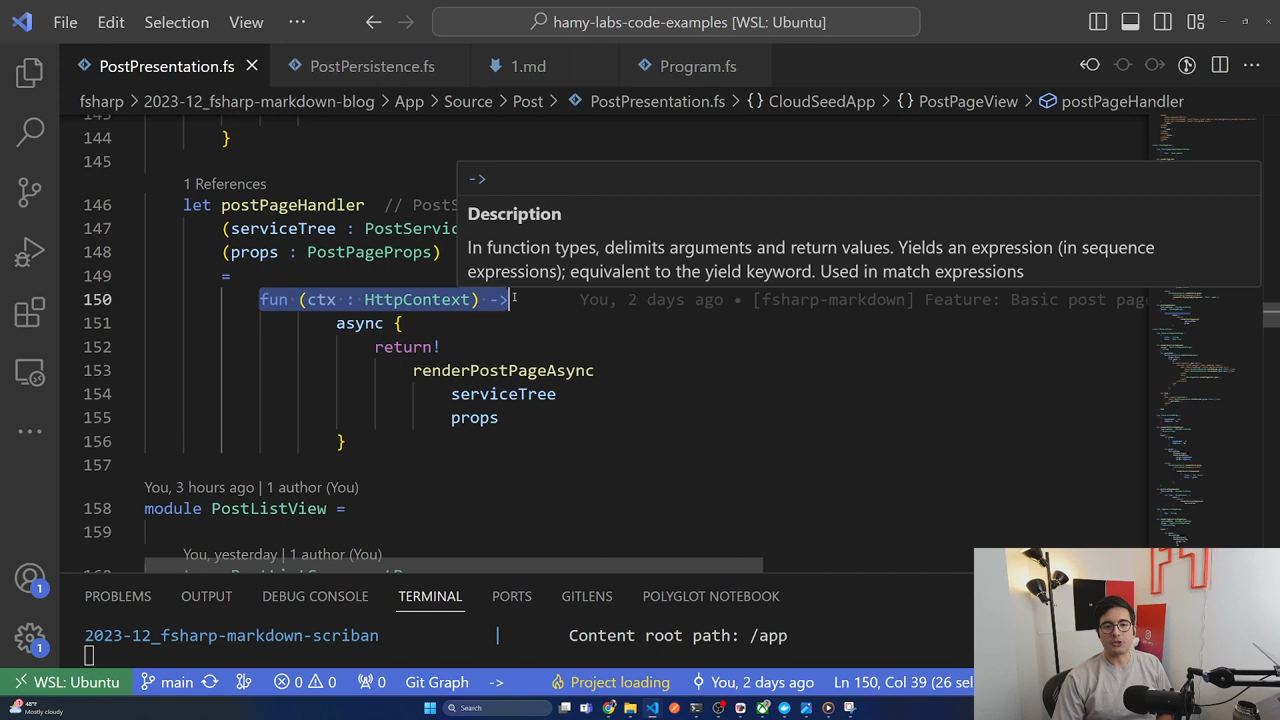 File Edit Selection View ··· hamy-labs-code-examples [WSL: Ubuntu]
PostPresentation.fs PostPersistence.fs 1.md Program.fs
fsharp > 2023-12_fsharp-markdown-blog > App > Source > Post > PostPresentation.fs > {} CloudSeedApp > {} PostPageView > postPageHandler
144 }
145
1 References
146 let postPageHandler // PostS
147 (serviceTree : PostServic
148 (props : PostPageProps)
149 =
150 fun (ctx : HttpContext) -> You, 2 days ago • [fsharp-markdown] Feature: Basic post page
151 async {
152 return!
153 renderPostPageAsync
154 serviceTree
155 props
156 }
157
You, 3 hours ago | 1 author (You)
158 module PostListView =
159
You, yesterday | 1 author (You)
->
Description
In function types, delimits arguments and return values. Yields an expression (in sequence
expressions); equivalent to the yield keyword. Used in match expressions
PROBLEMS OUTPUT DEBUG CONSOLE TERMINAL PORTS GITLENS POLYGLOT NOTEBOOK
2023-12_fsharp-markdown-scriban | Content root path: /app
1
1
WSL: Ubuntu main 0 0 0 Git Graph -> Project loading You, 2 days ago Ln 150, Col 39 (26 sel
48°F
Mostly cloudy
Search